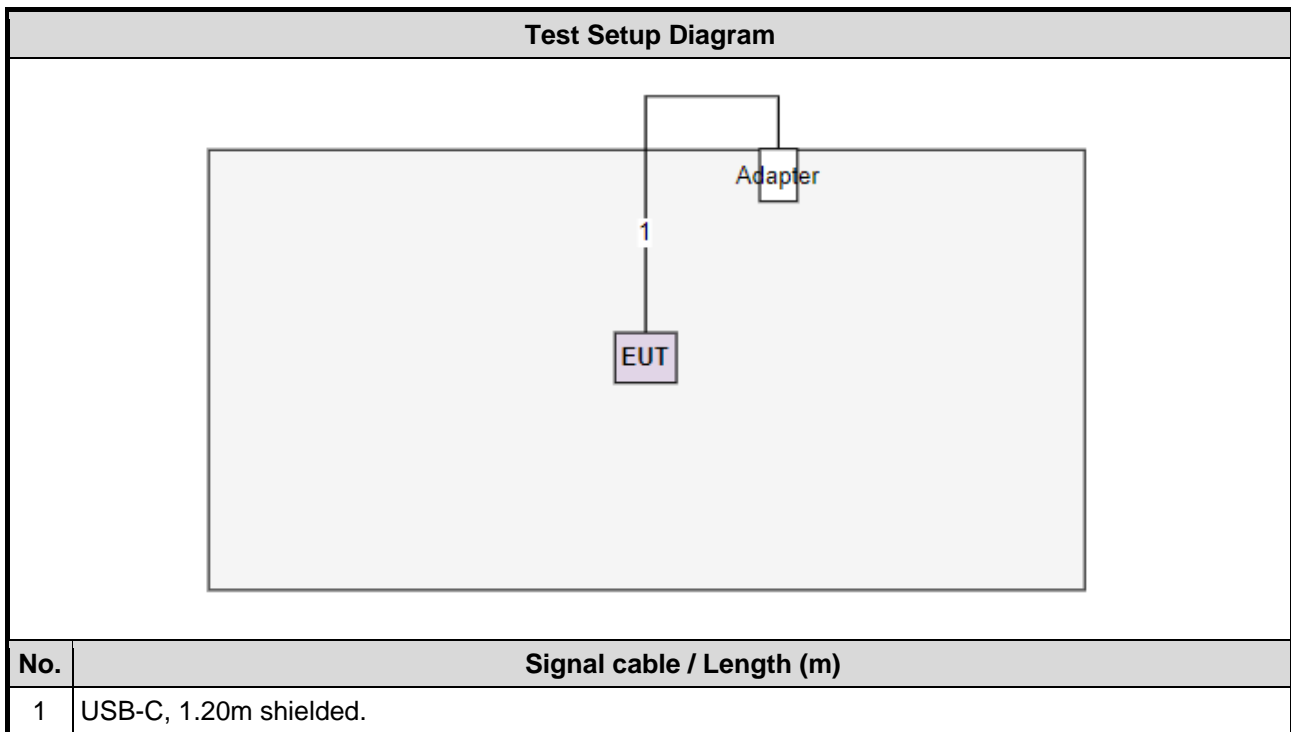 Test Setup Diagram
Adapter
1
EUT
No. Signal cable / Length (m)
1 USB-C, 1.20m shielded.